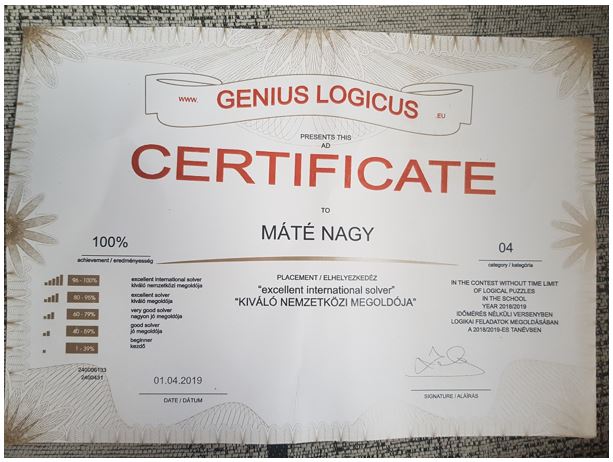 WWW.
GENIUS LOGICUS
.EU
PRESENTS THIS
AD
CERTIFICATE
TO
MÁTÉ NAGY
100%
achievement / eredményesség
04
category / kategória
96 - 100%
excellent international solver
kiváló nemzetközi megoldója
80 - 95%
excellent solver
kiváló megoldója
60 - 79%
very good solver
nagyon jó megoldója
40 - 59%
good solver
jó megoldója
1 - 39%
beginner
kezdő
PLACEMENT / ELHELYEZKEDÉZ
"excellent international solver"
"KIVÁLÓ NEMZETKÖZI MEGOLDÓJA"
IN THE CONTEST WITHOUT TIME LIMIT
OF LOGICAL PUZZLES
IN THE SCHOOL
YEAR 2018/2019
IDŐMÉRÉS NÉLKÜLI VERSENYBEN
LOGIKAI FELADATOK MEGOLDÁSÁBAN
A 2018/2019-ES TANÉVBEN
240006133
2400431
01.04.2019
DATE / DÁTUM
SIGNATURE / ALÁÍRÁS